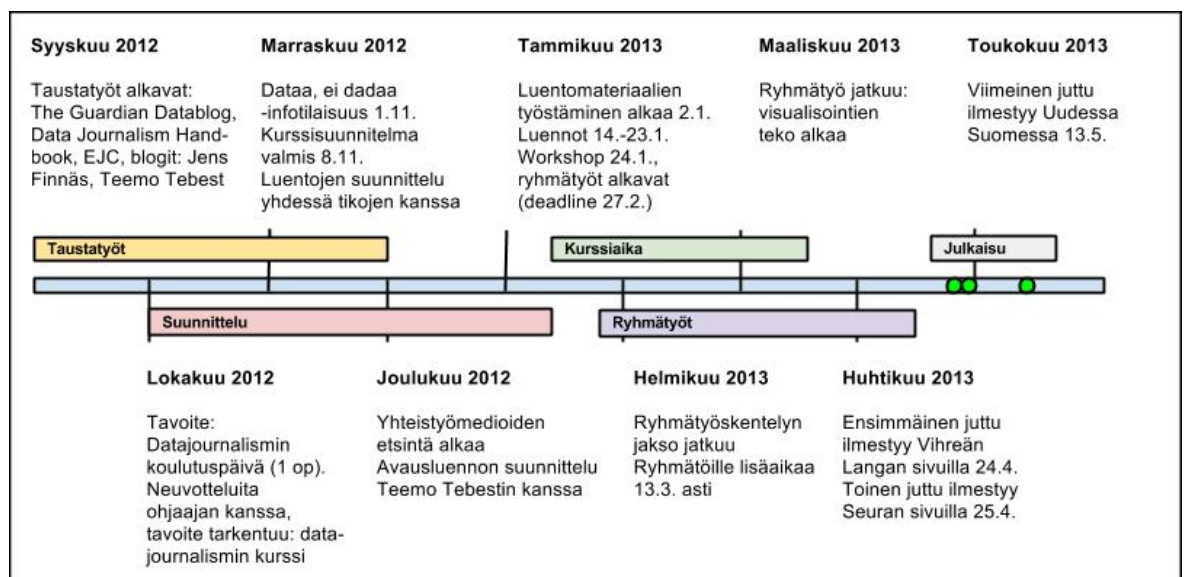 Syyskuu 2012
Taustatyöt alkavat:
The Guardian Datablog,
Data Journalism Hand-
book, EJC, blogit: Jens
Finnäs, Teemo Tebest
Marraskuu 2012
Dataa, ei dadaa
-infotilaisuus 1.11.
Kurssisuunnitelma
valmis 8.11.
Luentojen suunnittelu
yhdessä tikojen kanssa
Tammikuu 2013
Luentomateriaalien
työstäminen alkaa 2.1.
Luennot 14.-23.1.
Workshop 24.1.,
ryhmätyöt alkavat
(deadline 27.2.)
Maaliskuu 2013
Ryhmätyö jatkuu:
visualisointien
teko alkaa
Toukokuu 2013
Viimeinen juttu
ilmestyy Uudessa
Suomessa 13.5.
Taustatyöt
Kurssiaika
Julkaisu
Suunnittelu
Ryhmätyöt
Lokakuu 2012
Tavoite:
Datajournalismin
koulutuspäivä (1 op).
Neuvotteluita
ohjaajan kanssa,
tavoite tarkentuu: data-
journalismin kurssi
Joulukuu 2012
Yhteistyömedioiden
etsintä alkaa
Avausluennon suunnittelu
Teemo Tebestin kanssa
Helmikuu 2013
Ryhmätyöskentelyn
jakso jatkuu
Ryhmätöille lisäaikaa
13.3. asti
Huhtikuu 2013
Ensimmäinen juttu
ilmestyy Vihreän
Langan sivuilla 24.4.
Toinen juttu ilmestyy
Seuran sivuilla 25.4.